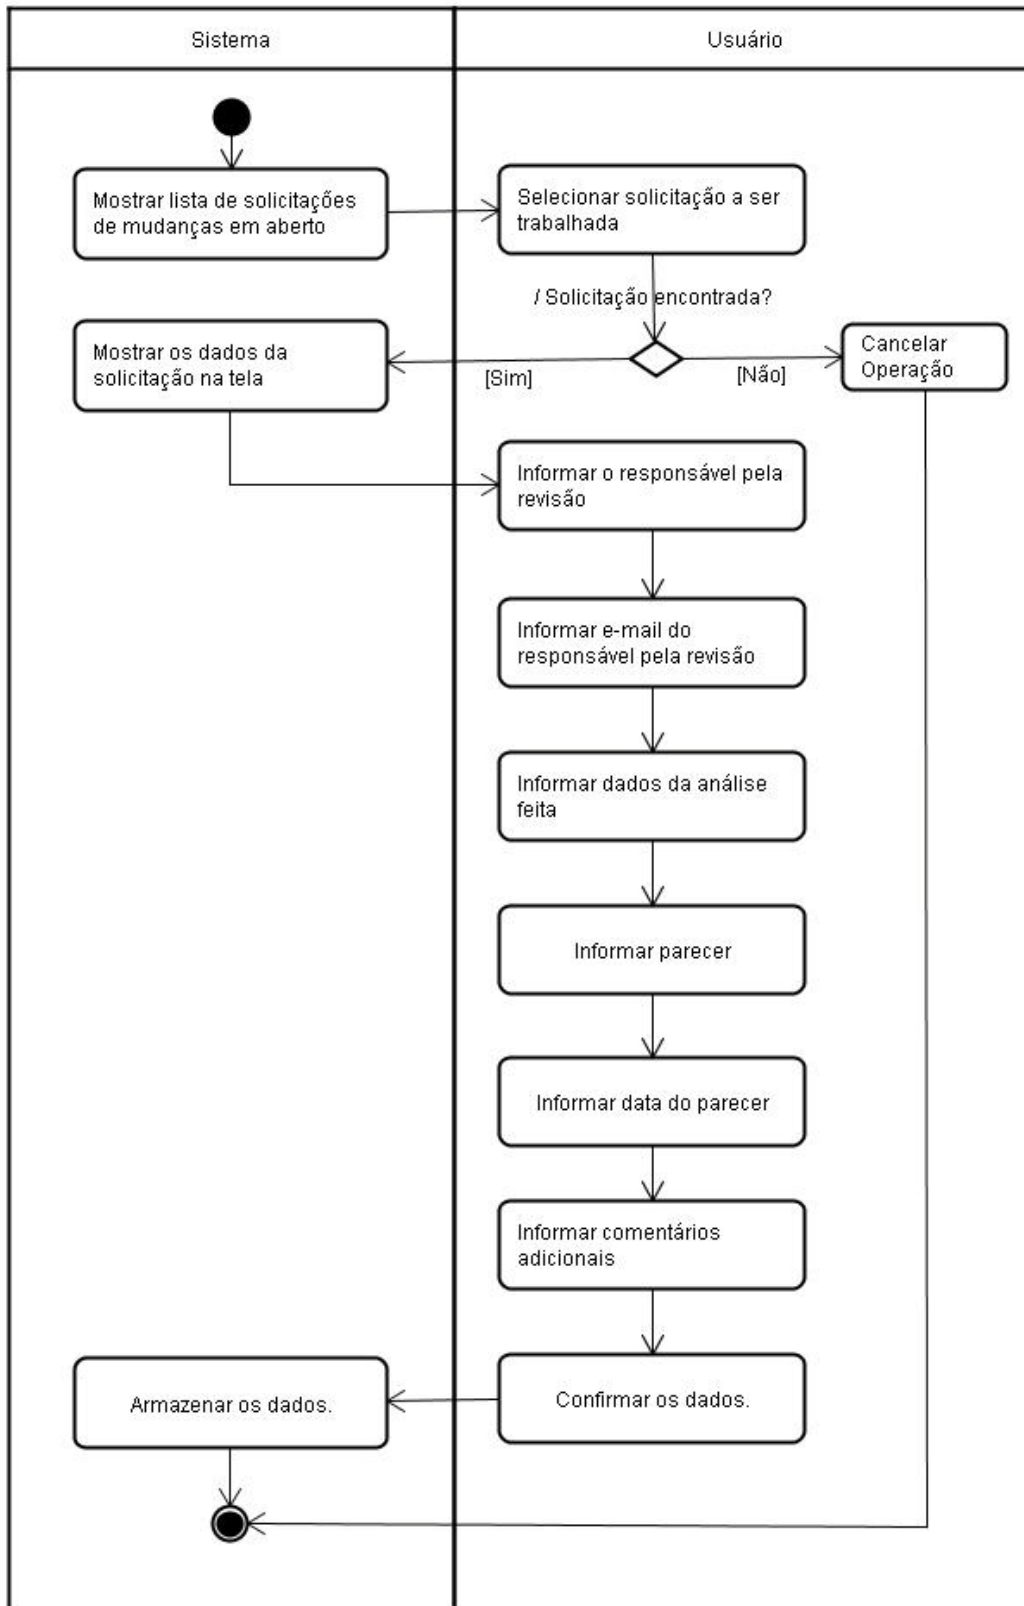 Sistema
Usuário
Mostrar lista de solicitações
de mudanças em aberto
Selecionar solicitação a ser
trabalhada
/ Solicitação encontrada?
Mostrar os dados da
solicitação na tela
[Sim]
[Não]
Cancelar
Operação
Informar o responsável pela
revisão
Informar e-mail do
responsável pela revisão
Informar dados da análise
feita
Informar parecer
Informar data do parecer
Informar comentários
adicionais
Armazenar os dados.
Confirmar os dados.